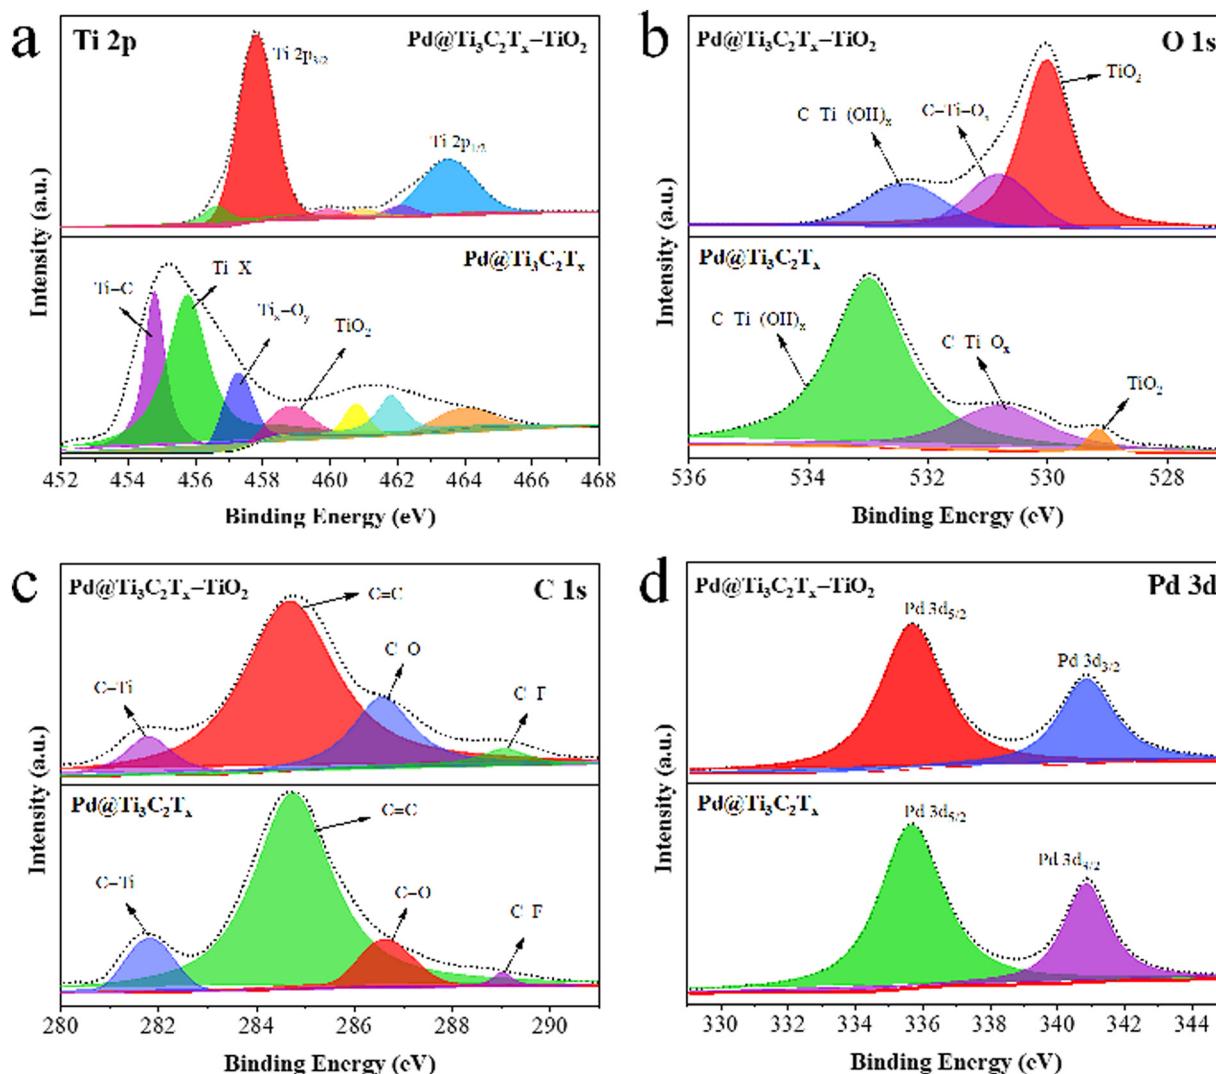 a
Ti 2p
Pd@Ti₃C₂Tₓ−TiO₂
Ti 2p₃/₂
Ti 2p₁/₂
Intensity (a.u.)
Pd@Ti₃C₂Tₓ
Ti−C
Ti X
Tiₓ−Oᵧ
TiO₂
452 454 456 458 460 462 464 466 468
Binding Energy (eV)
b
Pd@Ti₃C₂Tₓ−TiO₂
O 1s
TiO₂
C Ti (OH)ₓ
C−Ti−Oₓ
Intensity (a.u.)
Pd@Ti₃C₂Tₓ
C Ti (OH)ₓ
C Ti Oₓ
TiO₂
536 534 532 530 528
Binding Energy (eV)
c
Pd@Ti₃C₂Tₓ−TiO₂
C 1s
C=C
C O
C−Ti
C F
Intensity (a.u.)
Pd@Ti₃C₂Tₓ
C=C
C−Ti
C−O
C F
280 282 284 286 288 290
Binding Energy (eV)
d
Pd@Ti₃C₂Tₓ−TiO₂
Pd 3d
Pd 3d₅/₂
Pd 3d₃/₂
Intensity (a.u.)
Pd@Ti₃C₂Tₓ
Pd 3d₅/₂
Pd 3d₃/₂
330 332 334 336 338 340 342 344
Binding Energy (eV)